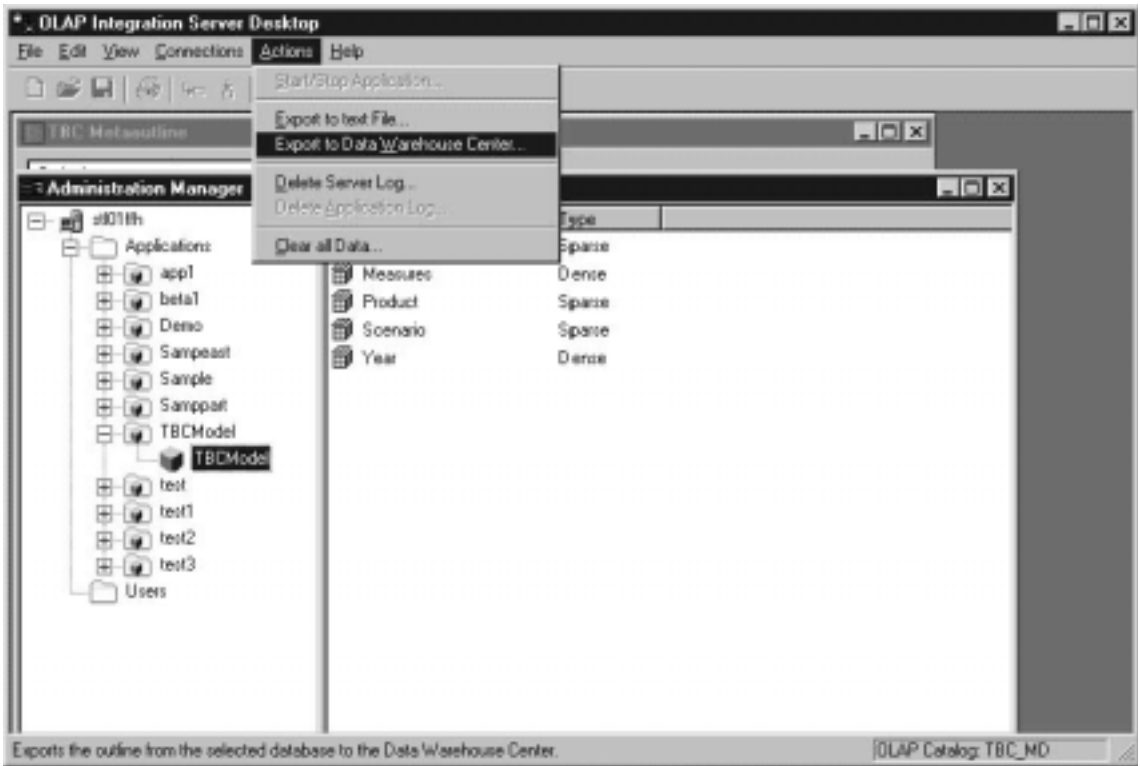 OLAP Integration Server Desktop
File Edit View Connections Actions Help
Start/Stop Application...
Export to text File...
TBC Metaoutline
Export to Data Warehouse Center...
Delete Server Log...
Administration Manager
Delete Application Log...
Type
Applications
Clear all Data...
Sparse
app1
Measures Dense
beta1
Product Sparse
Demo
Scenario Sparse
Sampeast
Year Dense
Sample
Samppart
TBCModel
TBCModel
test
test1
test2
test3
Users
Exports the outline from the selected database to the Data Warehouse Center.
OLAP Catalog: TBC_MD